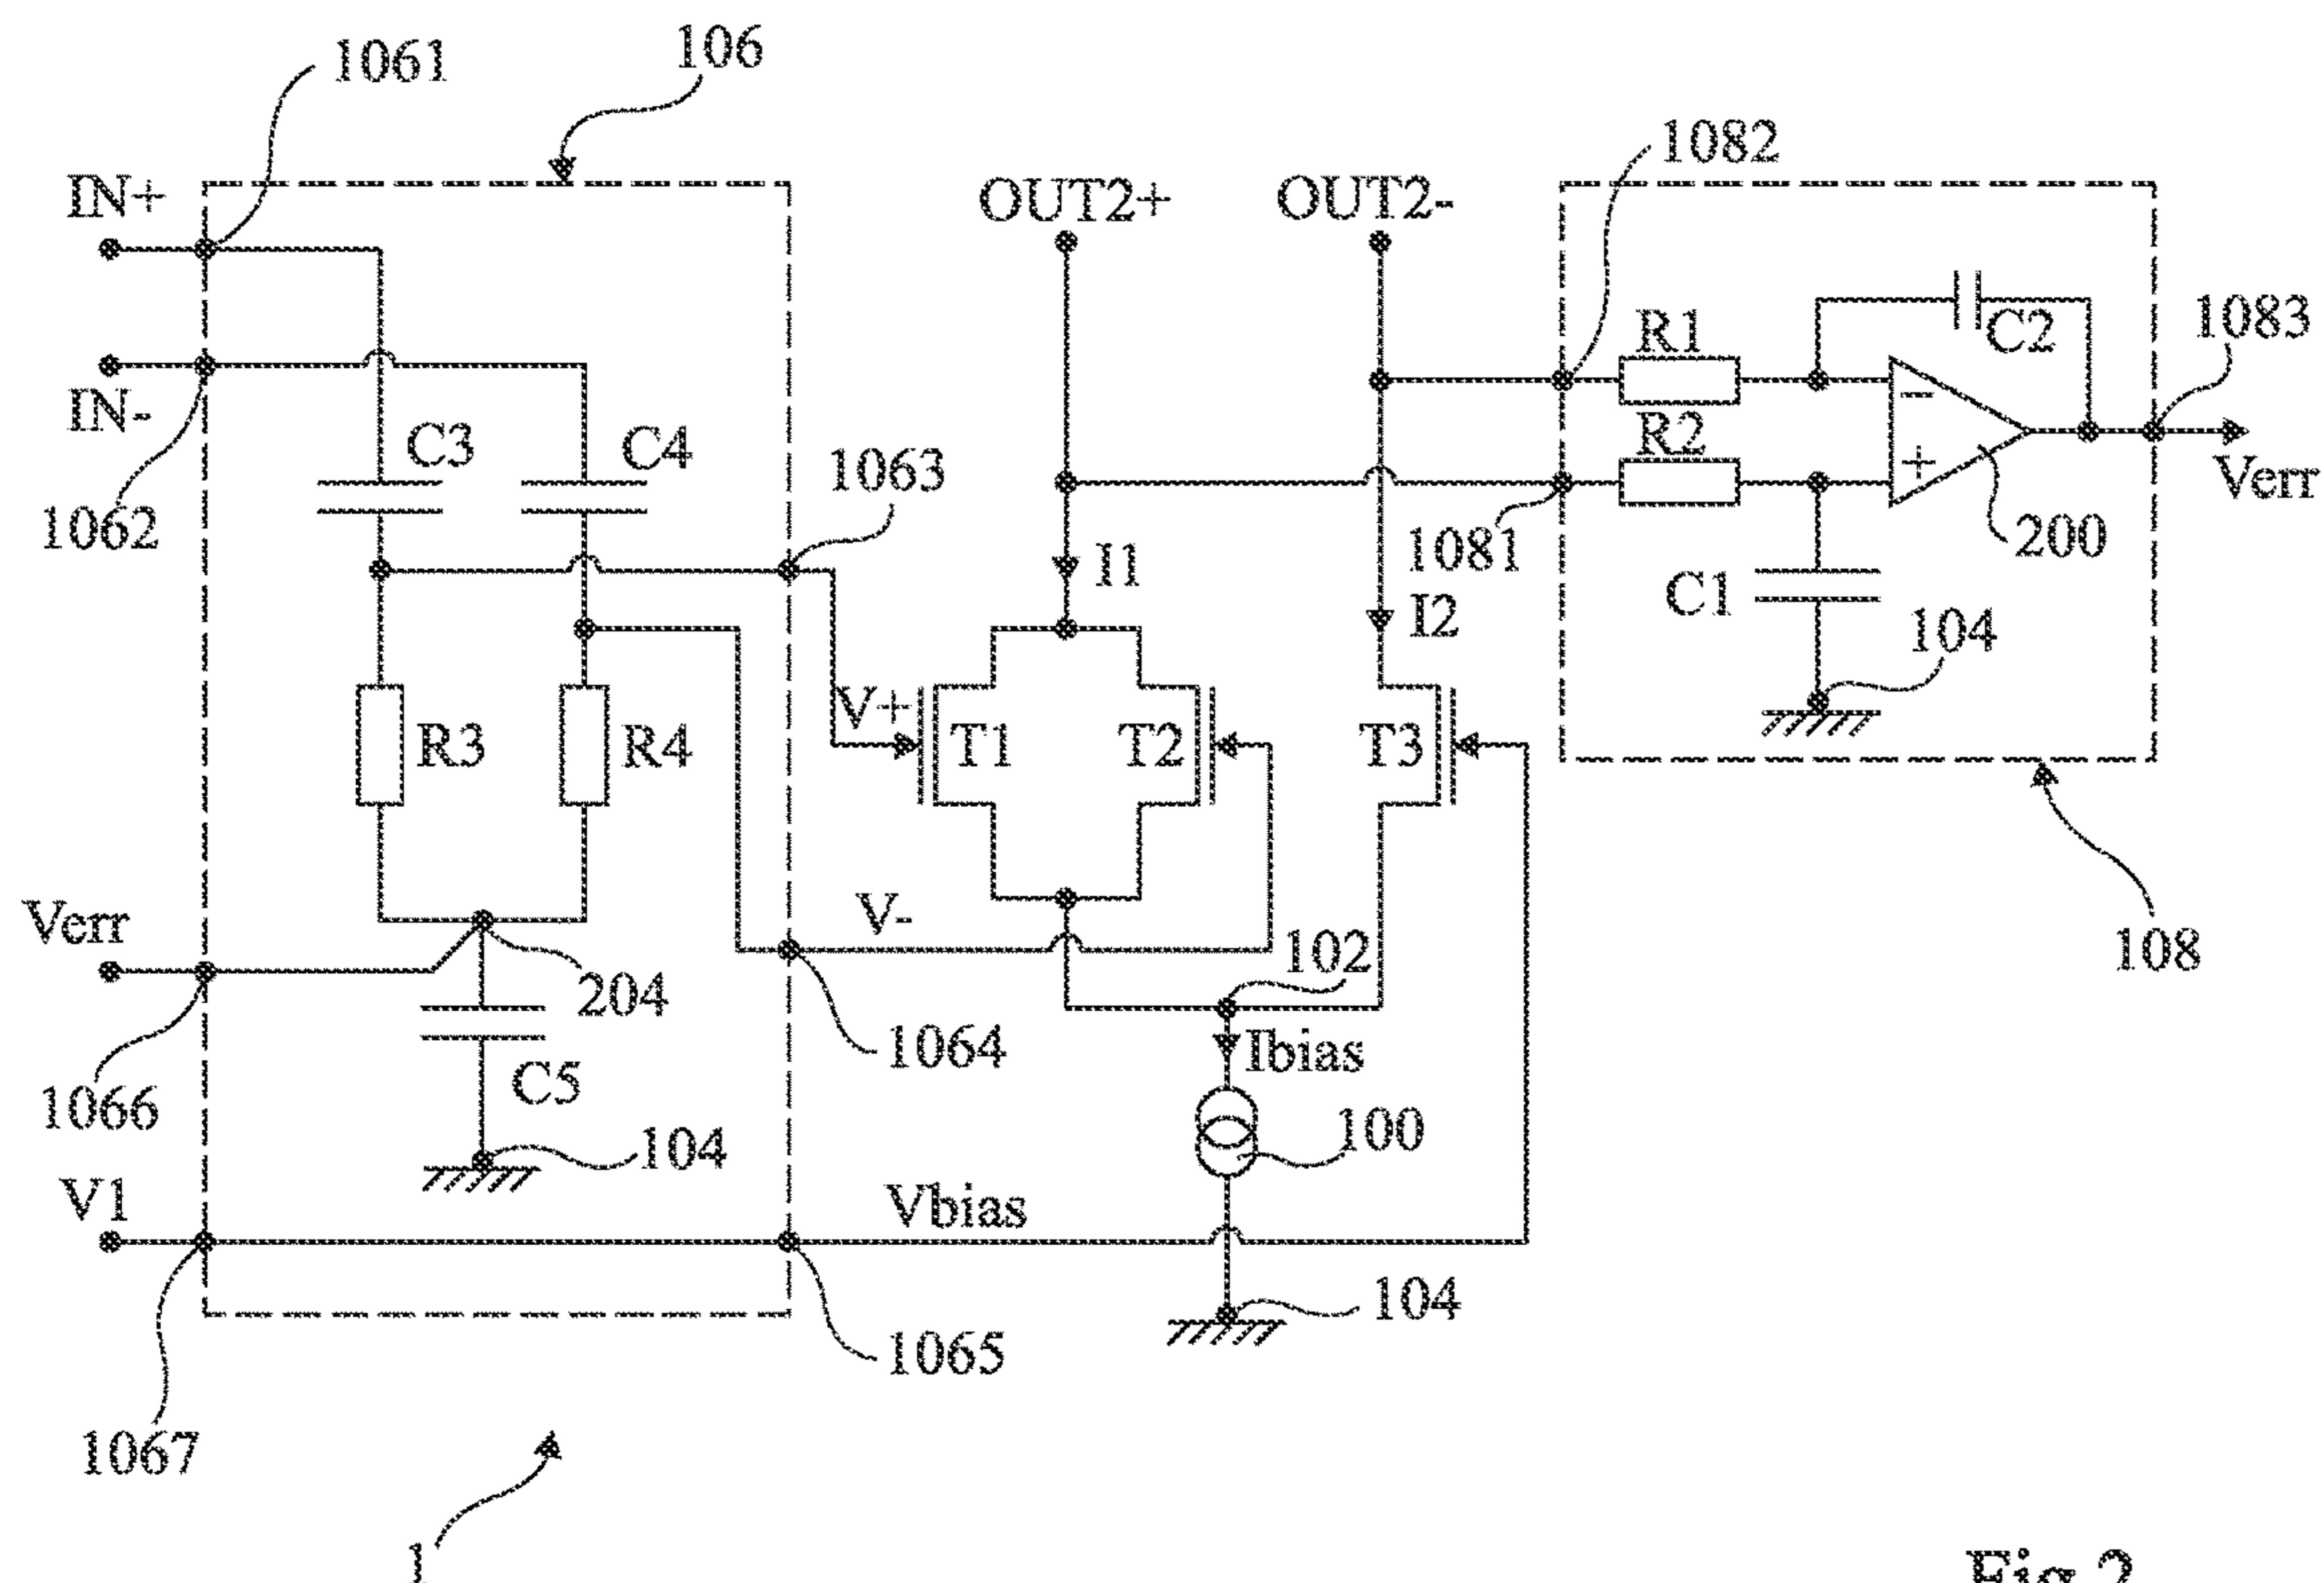 1061
106
1082
IN+
OUT2+
OUT2-
1083
R1
C2
IN-
R2
C3
C4
1063
Verr
1062
200
1081
I1
C1
I2
104
V+
R3
R4
T1
T2
T3
Verr
V-
102
108
204
1064
Ibias
1066
C5
100
104
V1
Vbias
104
1065
1067
1
Fig 2